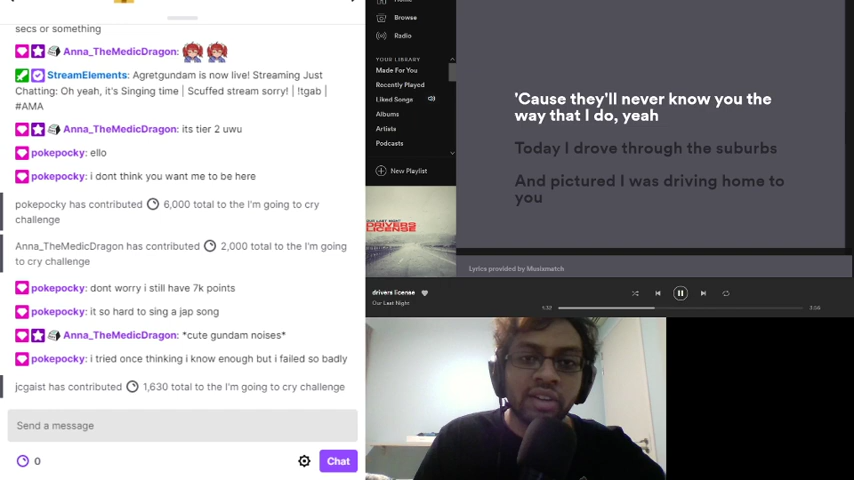 secs or something
Anna_TheMedicDragon:
StreamElements: Agretgundam is now live! Streaming Just
Chatting: Oh yeah, it's Singing time | Scuffed stream sorry! | !tgab |
#AMA
Anna_TheMedicDragon: its tier 2 uwu
pokepocky: ello
pokepocky: i dont think you want me to be here
pokepocky has contributed 6,000 total to the I'm going to cry
challenge
Anna_TheMedicDragon has contributed 2,000 total to the I'm going
to cry challenge
pokepocky: dont worry i still have 7k points
pokepocky: it so hard to sing a jap song
Anna_TheMedicDragon: *cute gundam noises*
pokepocky: i tried once thinking i know enough but i failed so badly
jcgaist has contributed 1,630 total to the I'm going to cry challenge
Send a message
0
Chat
Home
Browse
Radio
YOUR LIBRARY
Made For You
Recently Played
Liked Songs
Albums
Artists
Podcasts
New Playlist
OUR LAST NIGHT
DRIVERS
LICENSE
'Cause they'll never know you the
way that I do, yeah
Today I drove through the suburbs
And pictured I was driving home to
you
Lyrics provided by Musixmatch
drivers license
Our Last Night
1:52